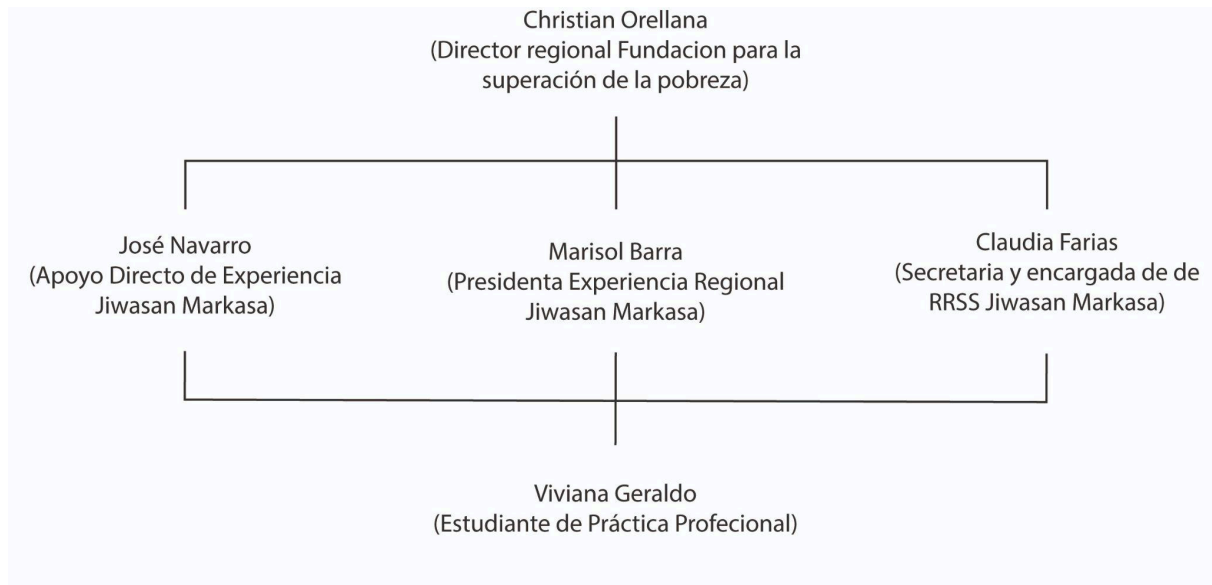 Christian Orellana
(Director regional Fundacion para la
superación de la pobreza)
José Navarro
(Apoyo Directo de Experiencia
Jiwasan Markasa)
Marisol Barra
(Presidenta Experiencia Regional
Jiwasan Markasa)
Claudia Farias
(Secretaria y encargada de de
RRSS Jiwasan Markasa)
Viviana Geraldo
(Estudiante de Práctica Profecional)